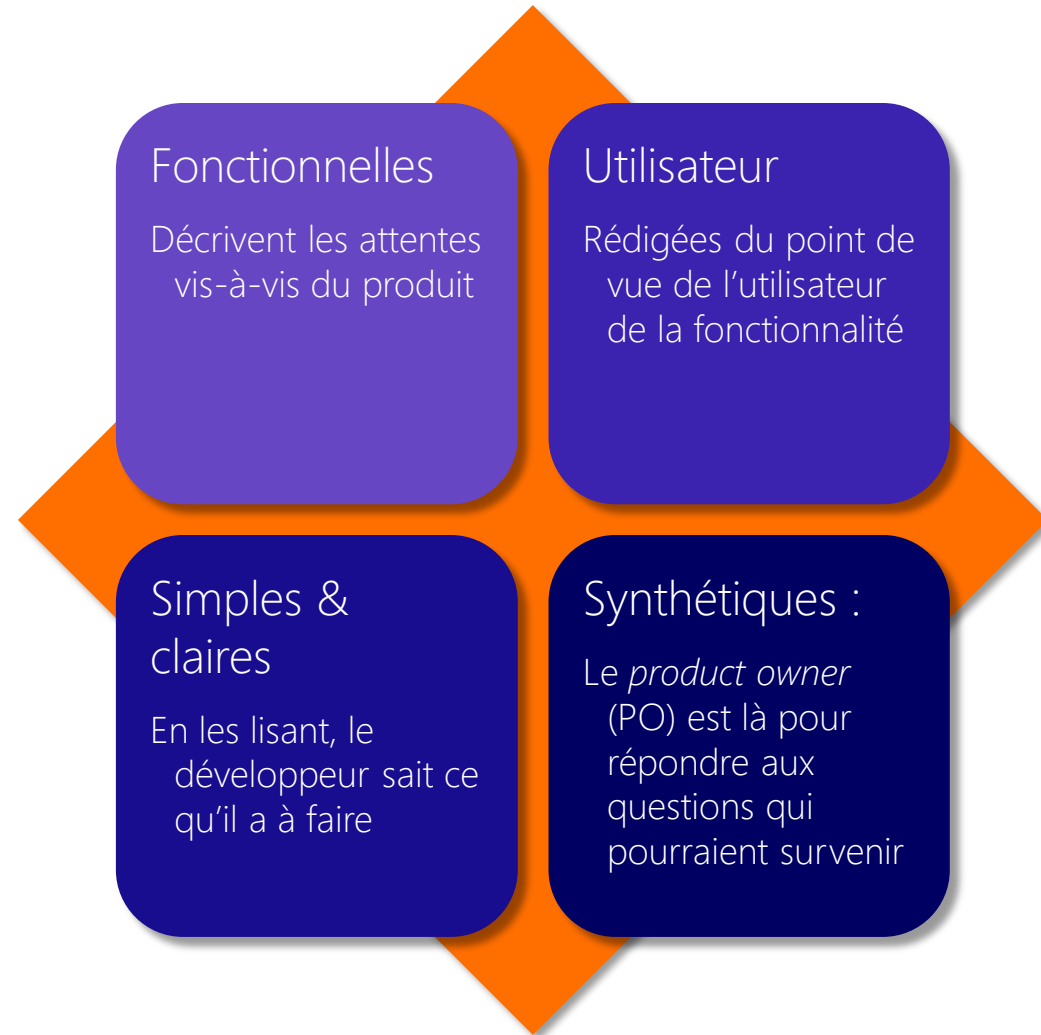 Fonctionnelles
Décrivent les attentes
vis-à-vis du produit
Utilisateur
Rédigées du point de
vue de l’utilisateur
de la fonctionnalité
Simples &
claires
En les lisant, le
développeur sait ce
qu’il a à faire
Synthétiques :
Le product owner
(PO) est là pour
répondre aux
questions qui
pourraient survenir